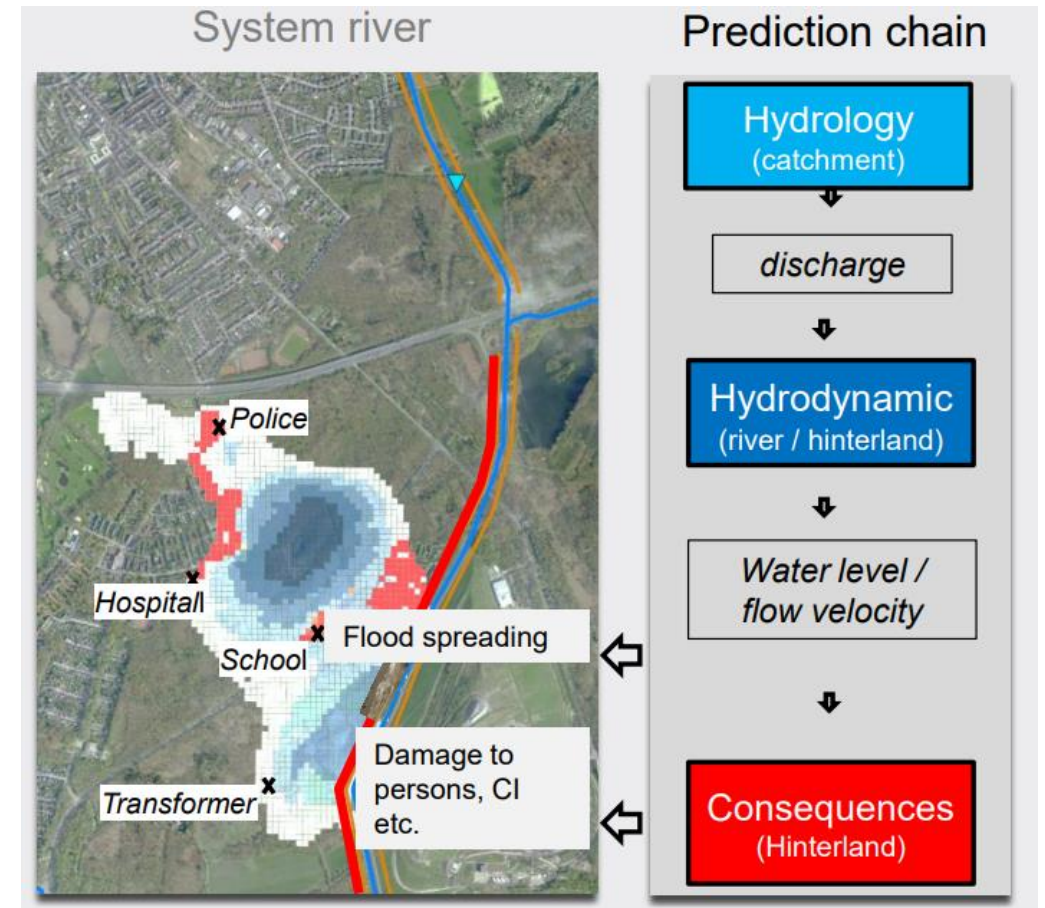 System river
Prediction chain
Police
Hospitall
School
Transformer
Flood spreading
Damage to
persons, CI
etc.
Hydrology
(catchment)
discharge
Hydrodynamic
(river / hinterland)
Water level /
flow velocity
Consequences
(Hinterland)